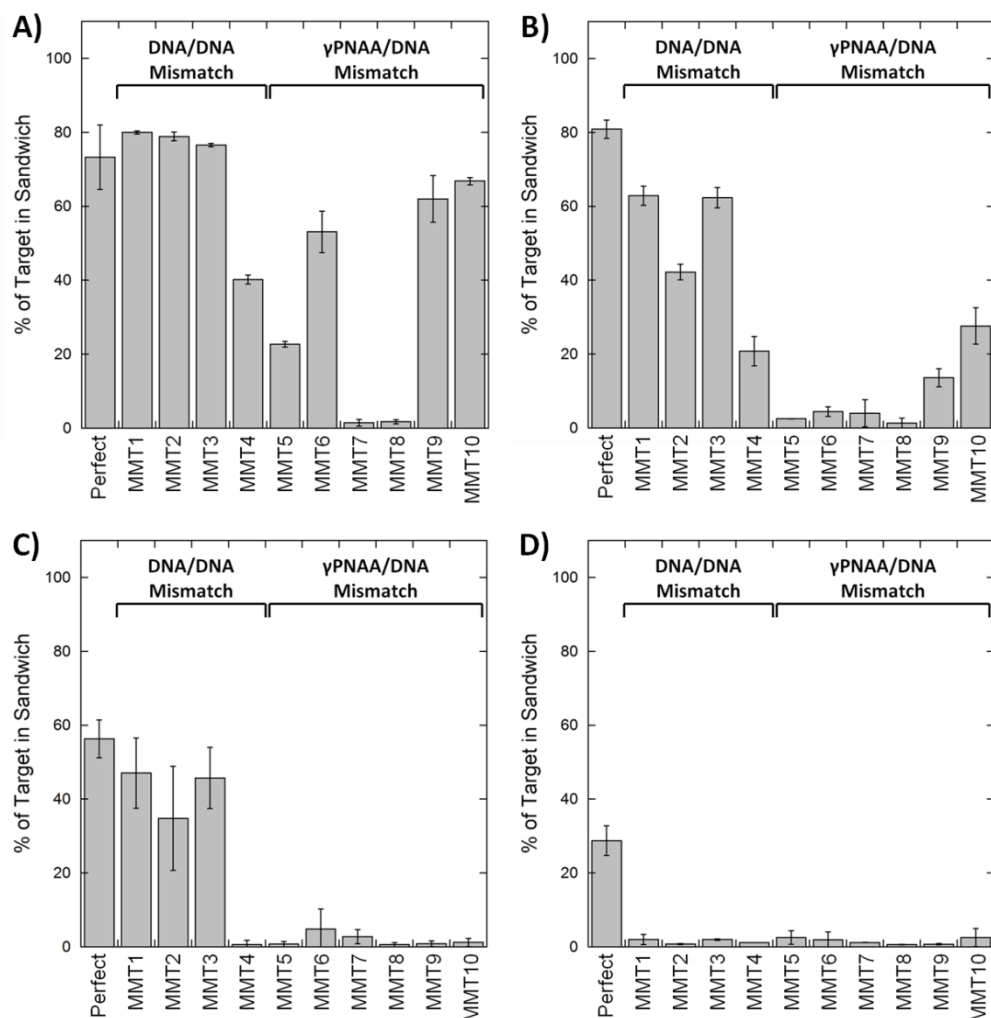 A)
DNA/DNA
Mismatch
γPNAA/DNA
Mismatch
% of Target in Sandwich
100
80
60
40
20
0
Perfect
MMT1
MMT2
MMT3
MMT4
MMT5
MMT6
MMT7
MMT8
MMT9
MMT10
B)
DNA/DNA
Mismatch
γPNAA/DNA
Mismatch
% of Target in Sandwich
100
80
60
40
20
0
Perfect
MMT1
MMT2
MMT3
MMT4
MMT5
MMT6
MMT7
MMT8
MMT9
MMT10
C)
DNA/DNA
Mismatch
γPNAA/DNA
Mismatch
% of Target in Sandwich
100
80
60
40
20
0
Perfect
MMT1
MMT2
MMT3
MMT4
MMT5
MMT6
MMT7
MMT8
MMT9
MMT10
D)
DNA/DNA
Mismatch
γPNAA/DNA
Mismatch
% of Target in Sandwich
100
80
60
40
20
0
Perfect
MMT1
MMT2
MMT3
MMT4
MMT5
MMT6
MMT7
MMT8
MMT9
MMT10